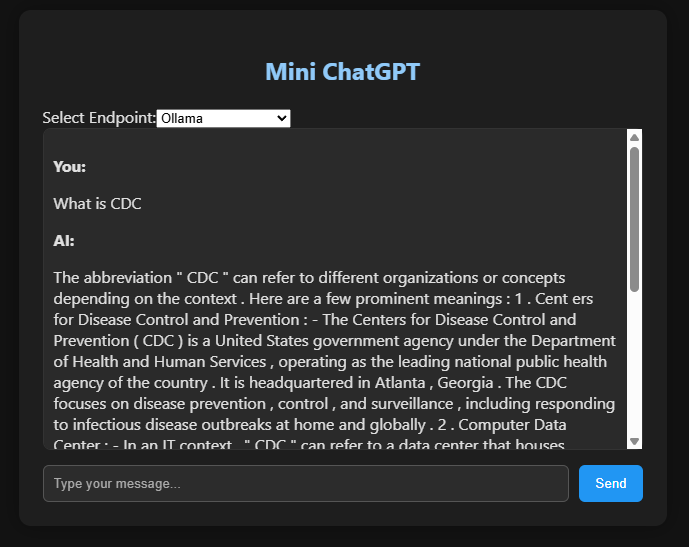 Mini ChatGPT
Select Endpoint: Ollama
You:
What is CDC
AI:
The abbreviation " CDC " can refer to different organizations or concepts
depending on the context . Here are a few prominent meanings : 1 . Cent ers
for Disease Control and Prevention : - The Centers for Disease Control and
Prevention ( CDC ) is a United States government agency under the Department
of Health and Human Services , operating as the leading national public health
agency of the country . It is headquartered in Atlanta , Georgia . The CDC
focuses on disease prevention , control , and surveillance , including responding
to infectious disease outbreaks at home and globally . 2 . Computer Data
Center : - In an IT context , " CDC " can refer to a data center that houses
Type your message...
Send